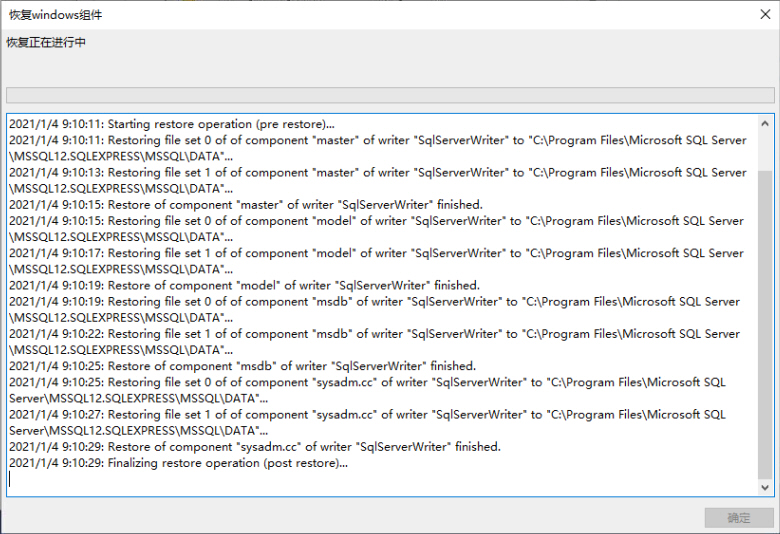 恢复windows组件
恢复正在进行中
2021/1/4 9:10:11: Starting restore operation (pre restore)...
2021/1/4 9:10:11: Restoring file set 0 of of component "master" of writer "SqlServerWriter" to "C:\Program Files\Microsoft SQL Server
\MSSQL12.SQLEXPRESS\MSSQL\DATA"...
2021/1/4 9:10:13: Restoring file set 1 of of component "master" of writer "SqlServerWriter" to "C:\Program Files\Microsoft SQL Server
\MSSQL12.SQLEXPRESS\MSSQL\DATA"...
2021/1/4 9:10:15: Restore of component "master" of writer "SqlServerWriter" finished.
2021/1/4 9:10:15: Restoring file set 0 of of component "model" of writer "SqlServerWriter" to "C:\Program Files\Microsoft SQL Server
\MSSQL12.SQLEXPRESS\MSSQL\DATA"...
2021/1/4 9:10:17: Restoring file set 1 of of component "model" of writer "SqlServerWriter" to "C:\Program Files\Microsoft SQL Server
\MSSQL12.SQLEXPRESS\MSSQL\DATA"...
2021/1/4 9:10:19: Restore of component "model" of writer "SqlServerWriter" finished.
2021/1/4 9:10:19: Restoring file set 0 of of component "msdb" of writer "SqlServerWriter" to "C:\Program Files\Microsoft SQL Server
\MSSQL12.SQLEXPRESS\MSSQL\DATA"...
2021/1/4 9:10:22: Restoring file set 1 of of component "msdb" of writer "SqlServerWriter" to "C:\Program Files\Microsoft SQL Server
\MSSQL12.SQLEXPRESS\MSSQL\DATA"...
2021/1/4 9:10:25: Restore of component "msdb" of writer "SqlServerWriter" finished.
2021/1/4 9:10:25: Restoring file set 0 of of component "sysadm.cc" of writer "SqlServerWriter" to "C:\Program Files\Microsoft SQL
Server\MSSQL12.SQLEXPRESS\MSSQL\DATA"...
2021/1/4 9:10:27: Restoring file set 1 of of component "sysadm.cc" of writer "SqlServerWriter" to "C:\Program Files\Microsoft SQL
Server\MSSQL12.SQLEXPRESS\MSSQL\DATA"...
2021/1/4 9:10:29: Restore of component "sysadm.cc" of writer "SqlServerWriter" finished.
2021/1/4 9:10:29: Finalizing restore operation (post restore)...
确定